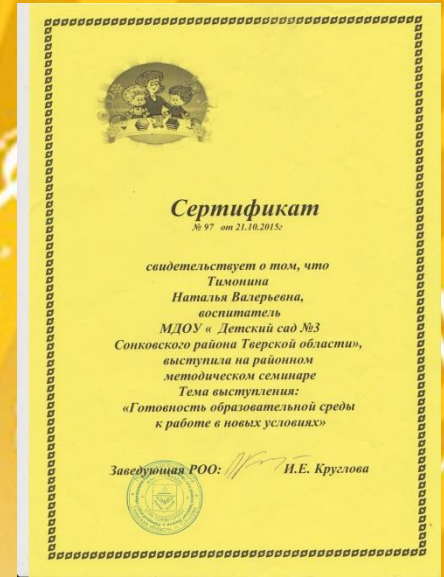 Сертификат
№ 97 от 21.10.2015г
свидетельствует о том, что
Тимонина
Наталья Валерьевна,
воспитатель
МДОУ « Детский сад №3
Сонковского района Тверской области»,
выступила на районном
методическом семинаре
Тема выступления:
«Готовность образовательной среды
к работе в новых условиях»
Заведующая РОО: И.Е. Круглова